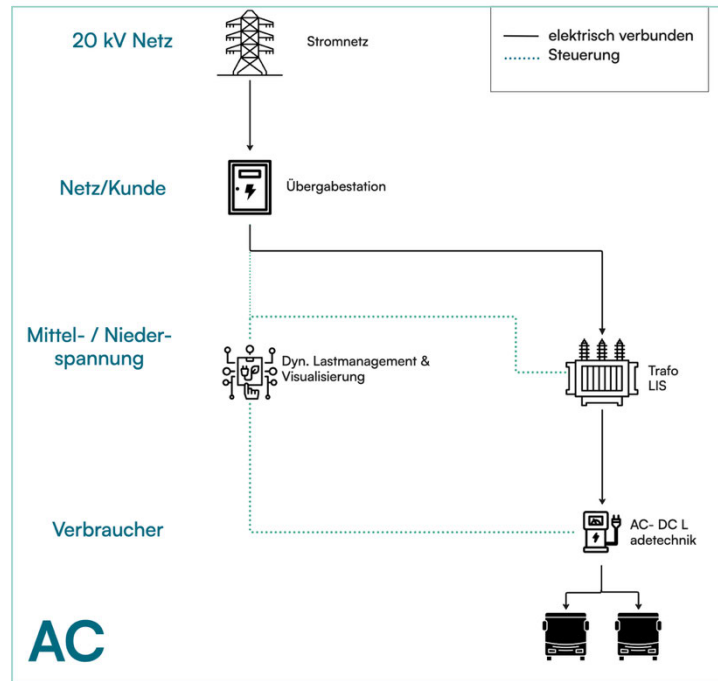 20 kV Netz
Stromnetz
elektrisch verbunden
Steuerung
Netz/Kunde
Übergabestation
Mittel- / Nieder-
spannung
Dyn. Lastmanagement &
Visualisierung
Trafo
LIS
Verbraucher
AC- DC L
adetechnik
AC